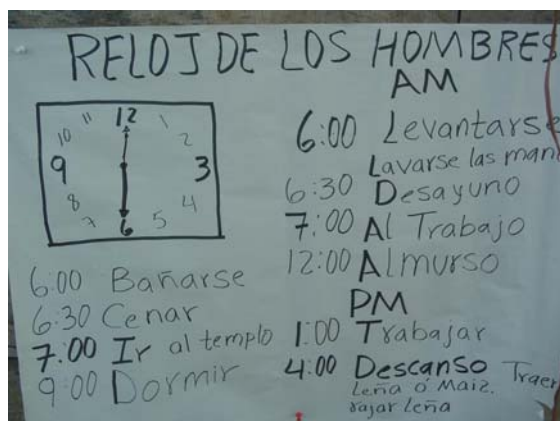 RELOJ DE LOS HOMBRES
12
11 1
10 2
9 3
8 4
7 5
6
AM
6:00 Levantarse
Lavarse las
6:30 Desayuno
7:00 Al Trabajo
12:00 Almurso
PM
1:00 Trabajar
4:00 Descanso Traer
Leña ó Maiz.
rajar Leña
6:00 Bañarse
6:30 Cenar
7:00 Ir al templo
9:00 Dormir